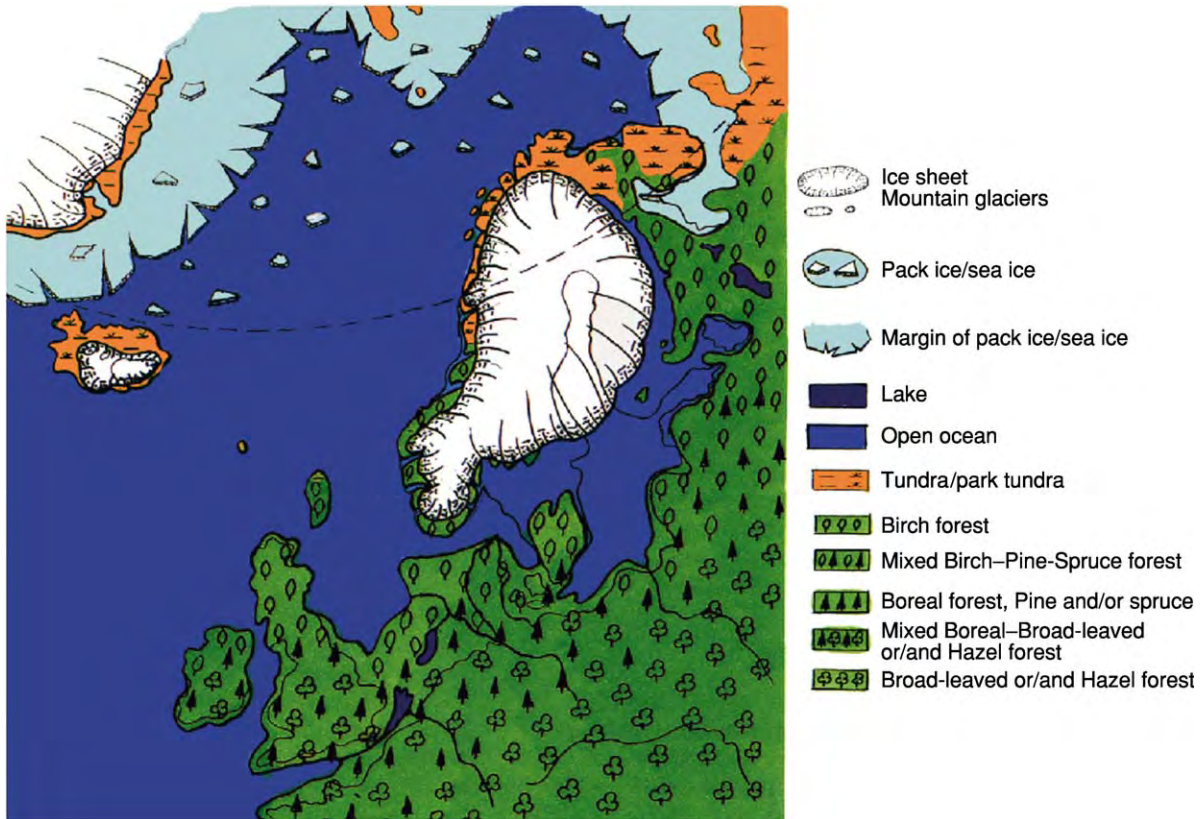 Ice sheet
Mountain glaciers
Pack ice/sea ice
Margin of pack ice/sea ice
Lake
Open ocean
Tundra/park tundra
Birch forest
Mixed Birch–Pine-Spruce forest
Boreal forest, Pine and/or spruce
Mixed Boreal–Broad-leaved
or/and Hazel forest
Broad-leaved or/and Hazel forest